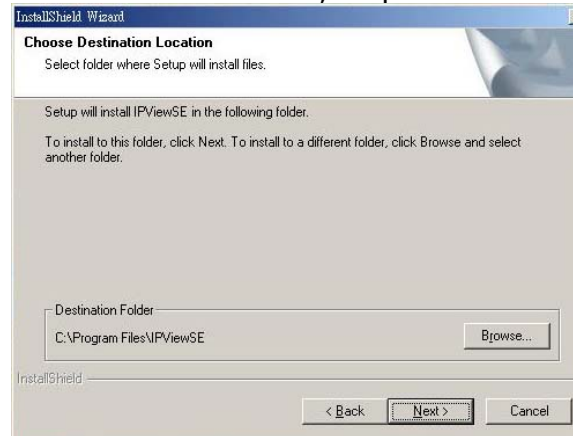 InstallShield Wizard
Choose Destination Location
Select folder where Setup will install files.
Setup will install IPViewSE in the following folder.
To install to this folder, click Next. To install to a different folder, click Browse and select
another folder.
Destination Folder
C:\Program Files\IPViewSE
Browse...
InstallShield
< Back
Next >
Cancel